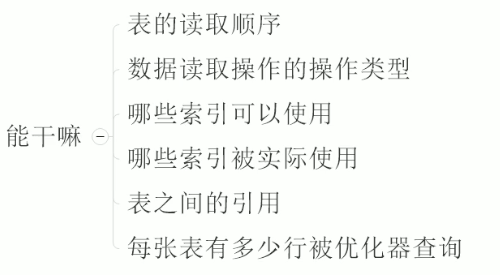 表的读取顺序
数据读取操作的操作类型
哪些索引可以使用
能干嘛
哪些索引被实际使用
表之间的引用
每张表有多少行被优化器查询